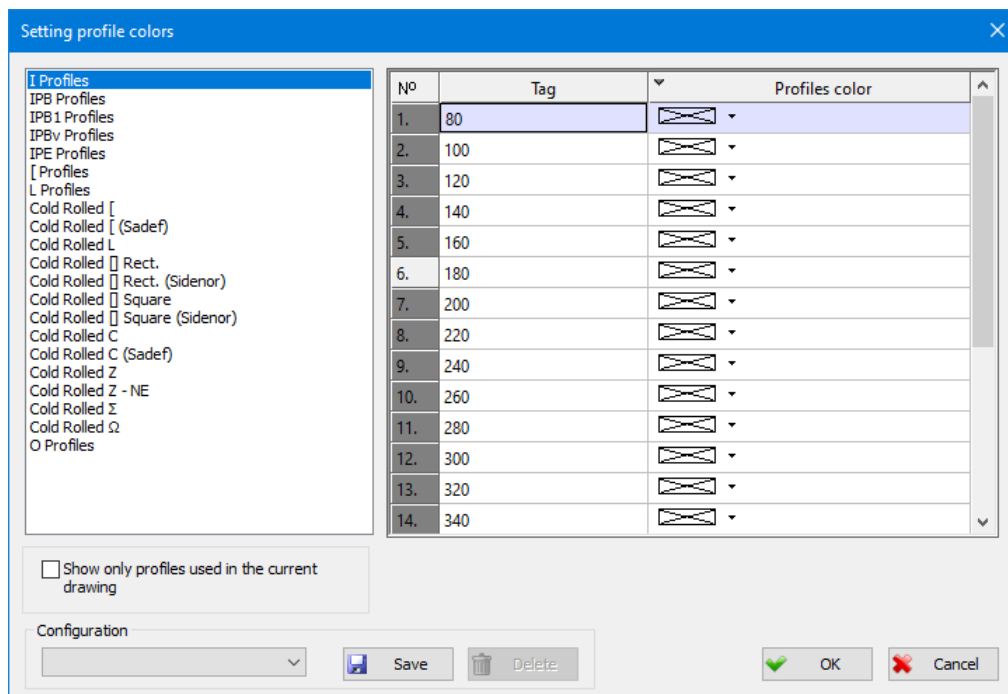 Setting profile colors
I Profiles
IPB Profiles
IPB1 Profiles
IPBv Profiles
IPE Profiles
[ Profiles
L Profiles
Cold Rolled [
Cold Rolled [ (Sadef)
Cold Rolled L
Cold Rolled [] Rect.
Cold Rolled [] Rect. (Sidenor)
Cold Rolled [] Square
Cold Rolled [] Square (Sidenor)
Cold Rolled C
Cold Rolled C (Sadef)
Cold Rolled Z
Cold Rolled Z - NE
Cold Rolled Σ
Cold Rolled Ω
O Profiles
Nº Tag Profiles color
1. 80
2. 100
3. 120
4. 140
5. 160
6. 180
7. 200
8. 220
9. 240
10. 260
11. 280
12. 300
13. 320
14. 340
Show only profiles used in the current
drawing
Configuration
Save Delete OK Cancel